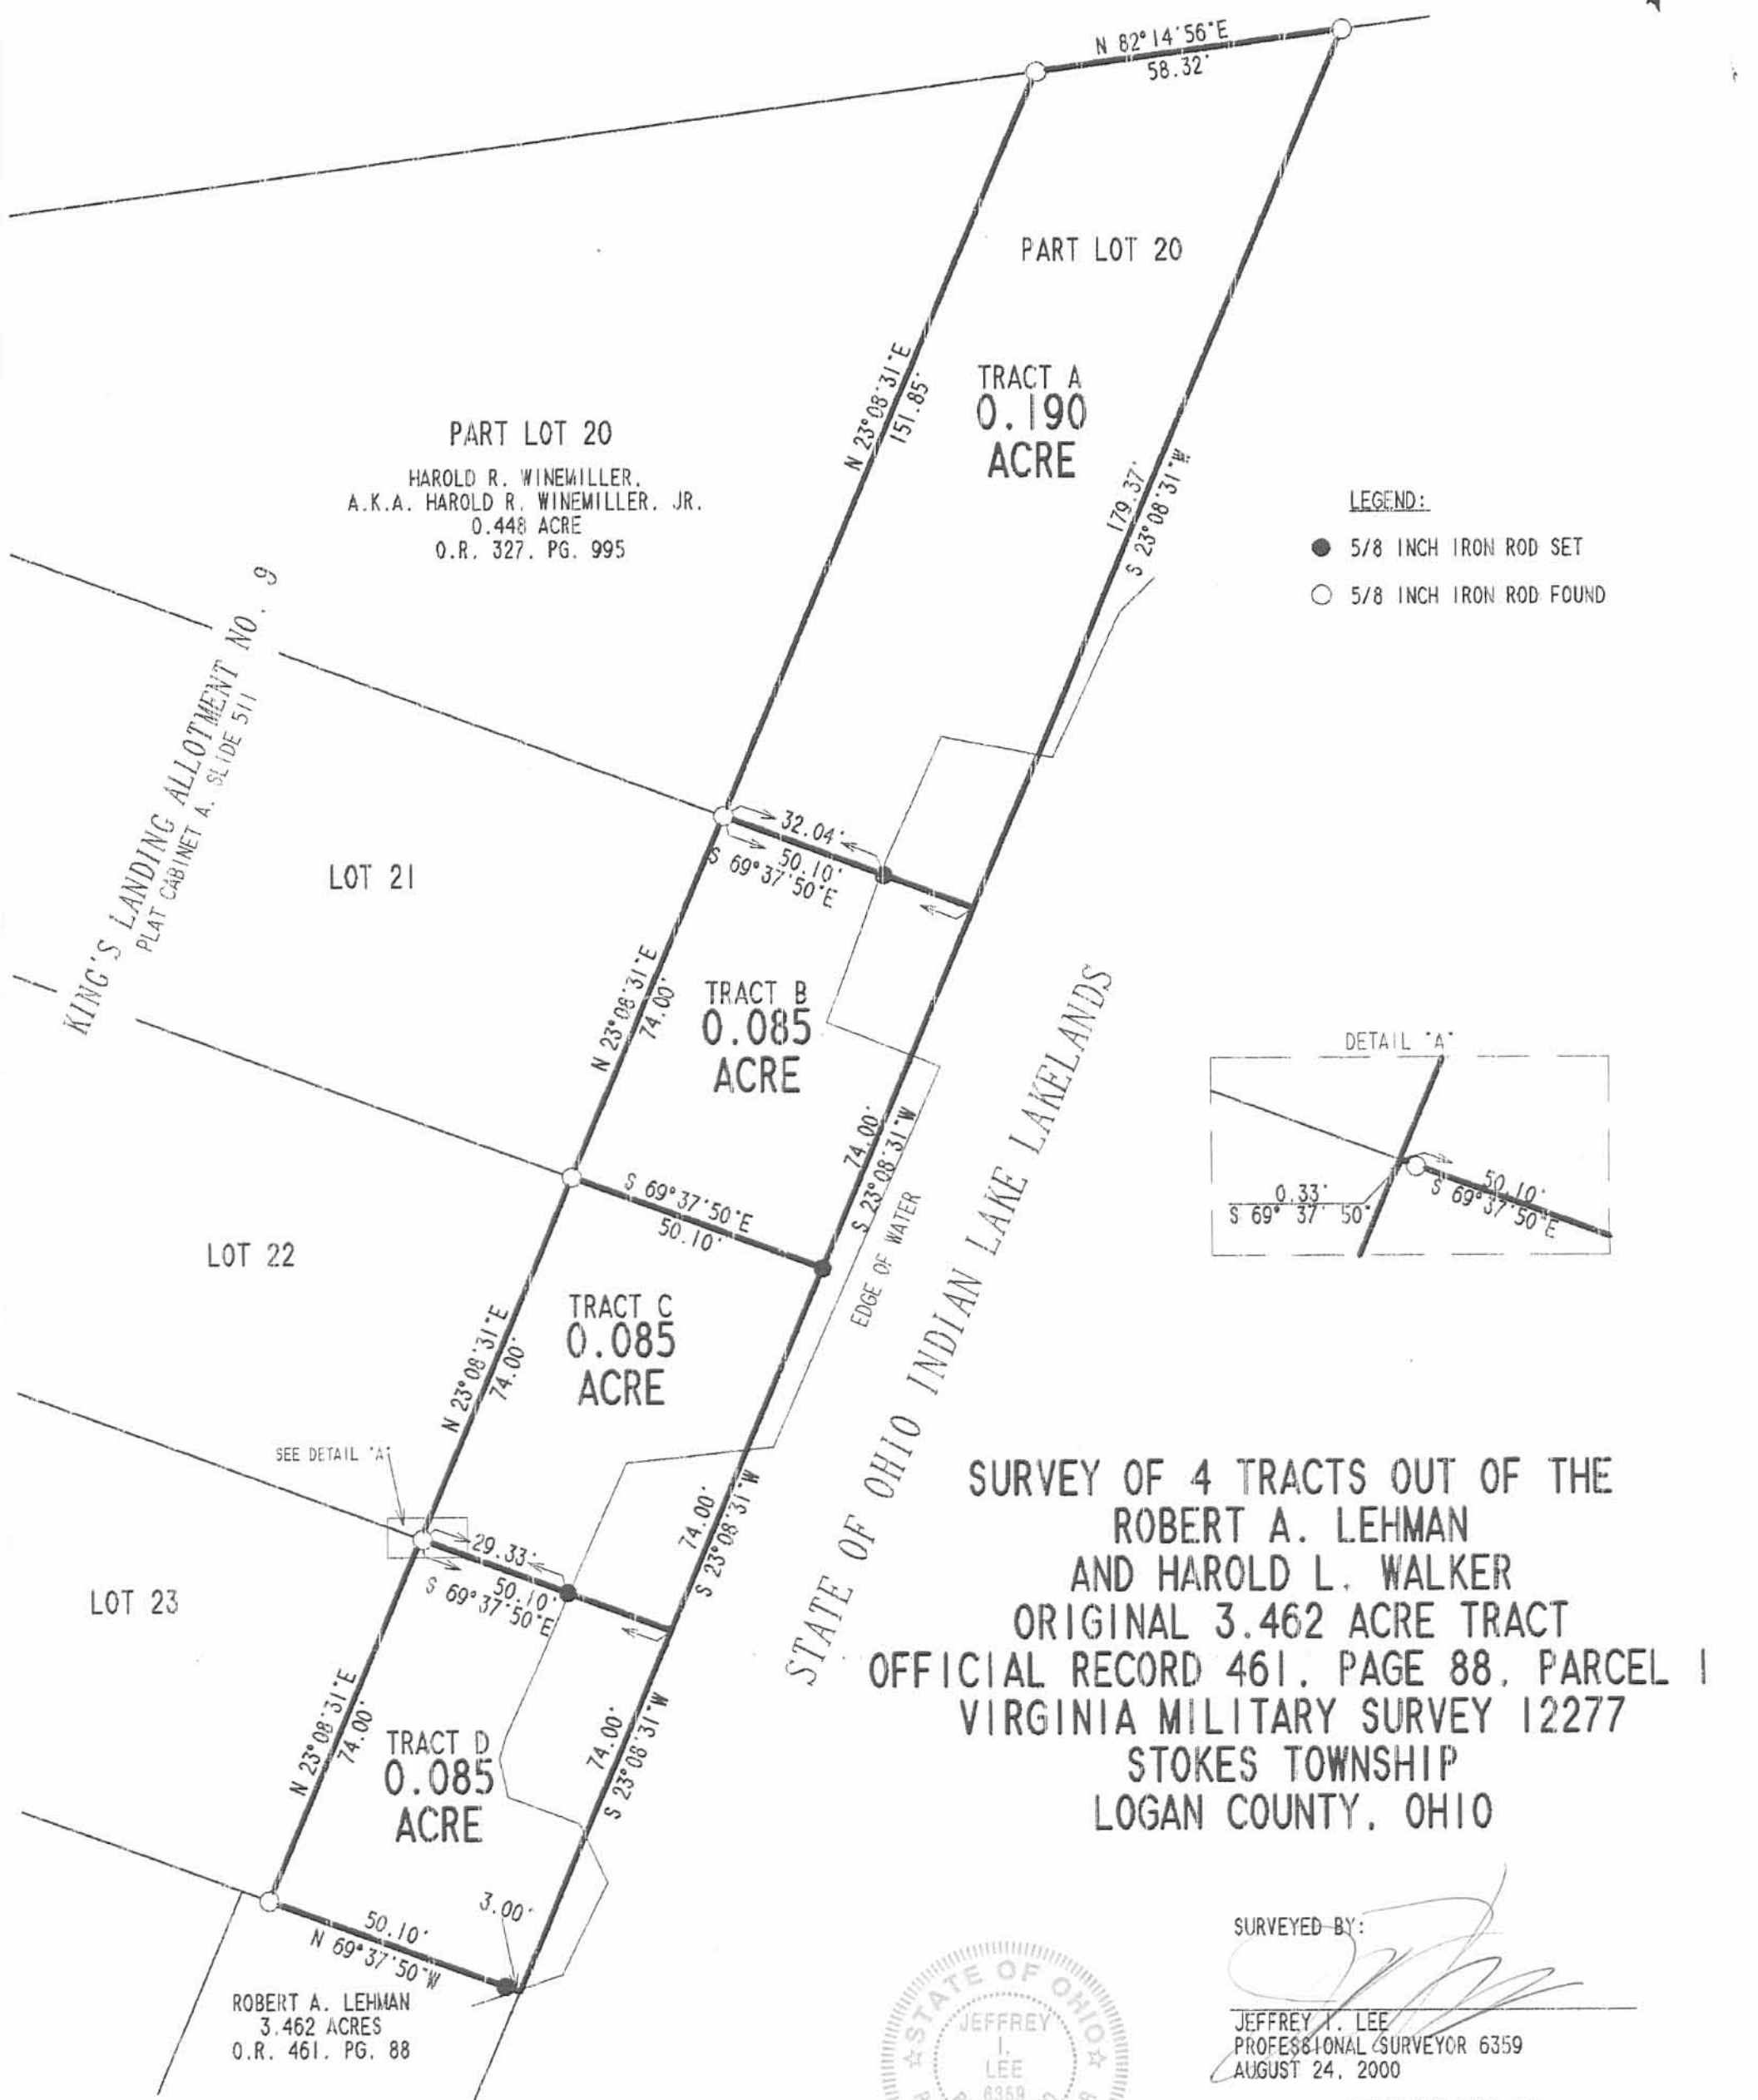 N 82°14'56"E
58.32'
PART LOT 20
N 23°08'31"E
151.85'
TRACT A
0.190
ACRE
179.37'
S 23°08'31"W
PART LOT 20
HAROLD R. WINEMILLER,
A.K.A. HAROLD R. WINEMILLER, JR.
0.448 ACRE
O.R. 327, PG. 995
LEGEND:
5/8 INCH IRON ROD SET
5/8 INCH IRON ROD FOUND
KING'S LANDING ALLOTMENT NO. 9
PLAT CABINET A, SLIDE 511
LOT 21
32.04'
50.10'
S 69°37'50"E
N 23°08'31"E
74.00'
TRACT B
0.085
ACRE
74.00'
S 23°08'31"W
EDGE OF WATER
STATE OF OHIO INDIAN LAKE LAKELANDS
DETAIL "A"
0.33'
S 69° 37' 50"
50.10'
S 69°37'50"E
S 69°37'50"E
50.10'
LOT 22
N 23°08'31"E
74.00'
TRACT C
0.085
ACRE
74.00'
S 23°08'31"W
SEE DETAIL "A"
29.33'
50.10'
S 69°37'50"E
LOT 23
N 23°08'31"E
74.00'
TRACT D
0.085
ACRE
74.00'
S 23°08'31"W
3.00'
50.10'
N 69°37'50"W
ROBERT A. LEHMAN
3.462 ACRES
O.R. 461, PG. 88
SURVEY OF 4 TRACTS OUT OF THE
ROBERT A. LEHMAN
AND HAROLD L. WALKER
ORIGINAL 3.462 ACRE TRACT
OFFICIAL RECORD 461, PAGE 88, PARCEL 1
VIRGINIA MILITARY SURVEY 12277
STOKES TOWNSHIP
LOGAN COUNTY, OHIO
STATE OF OHIO
JEFFREY
I.
LEE
6359
SURVEYED BY:
JEFFREY I. LEE
PROFESSIONAL SURVEYOR 6359
AUGUST 24, 2000